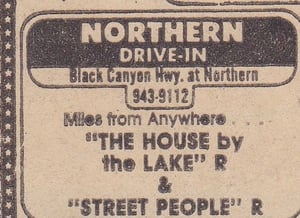 NORTHERN
DRIVE-IN
Black Canyon Hwy. at Northern
943-9112
Miles from Anywhere . . . .
"THE HOUSE by
the LAKE" R
&
"STREET PEOPLE" R